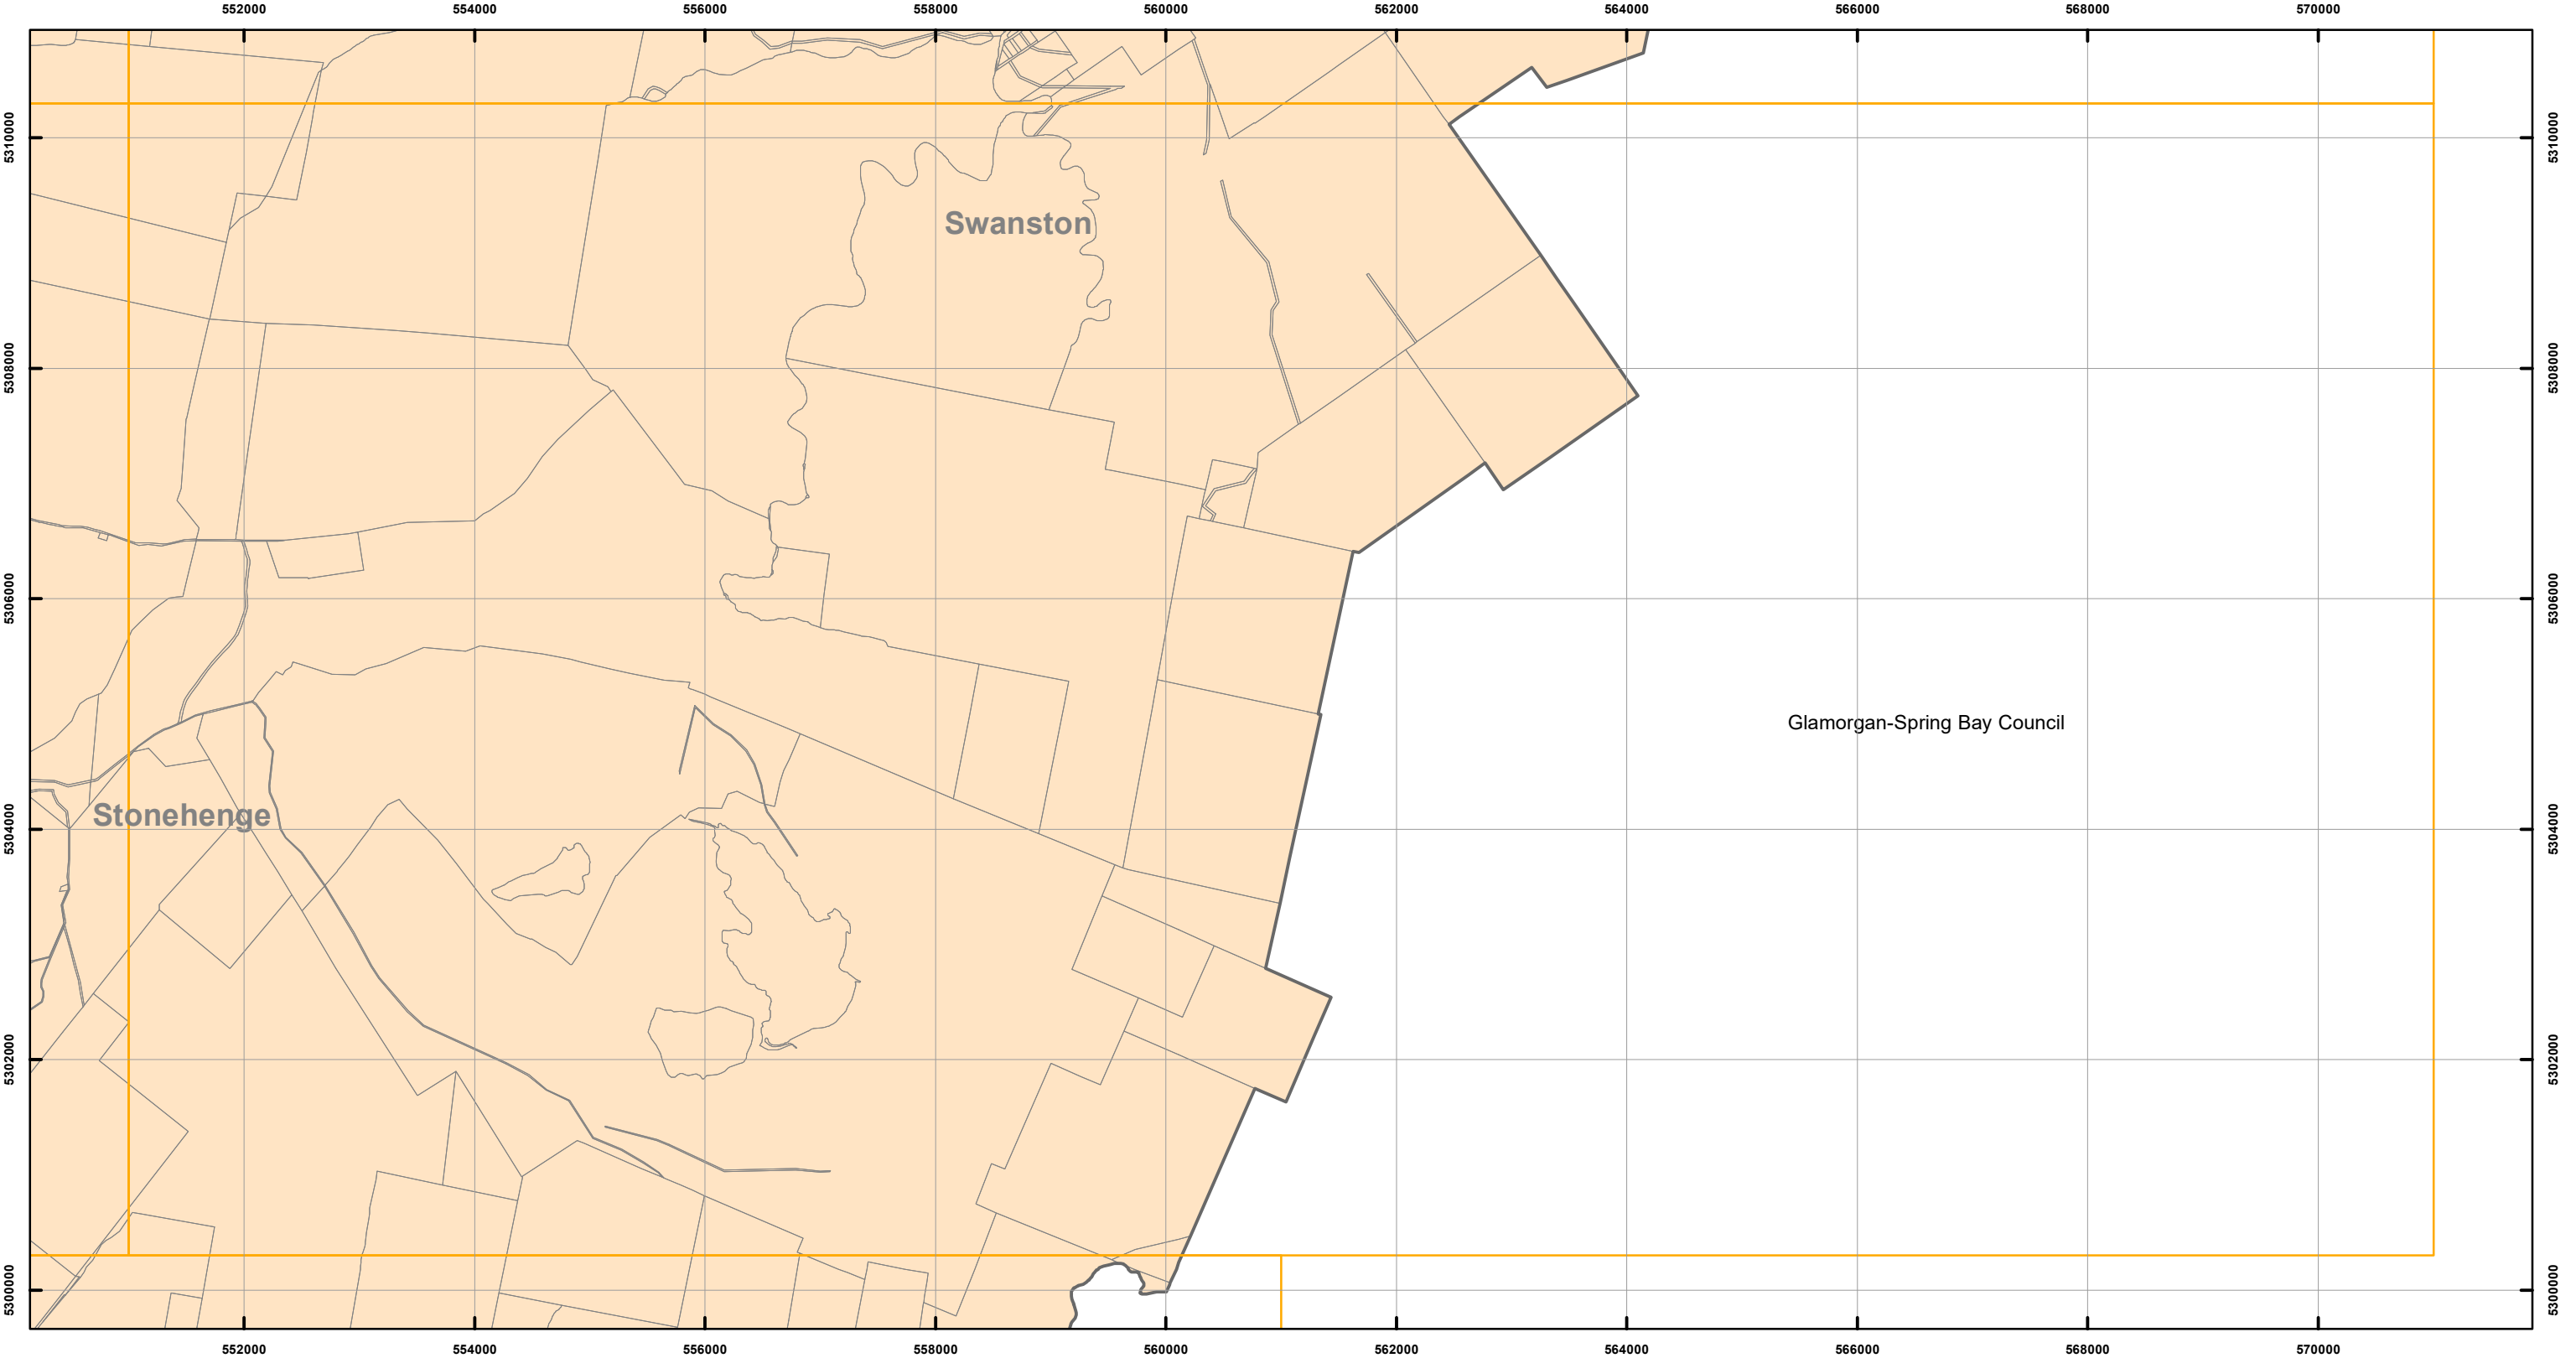 552000 554000 556000 558000 560000 562000 564000 566000 568000 570000
5310000 5310000
Swanston
5308000 5308000
5306000 5306000
Glamorgan-Spring Bay Council
Stonehenge
5304000 5304000
5302000 5302000
5300000 5300000
552000 554000 556000 558000 560000 562000 564000 566000 568000 570000